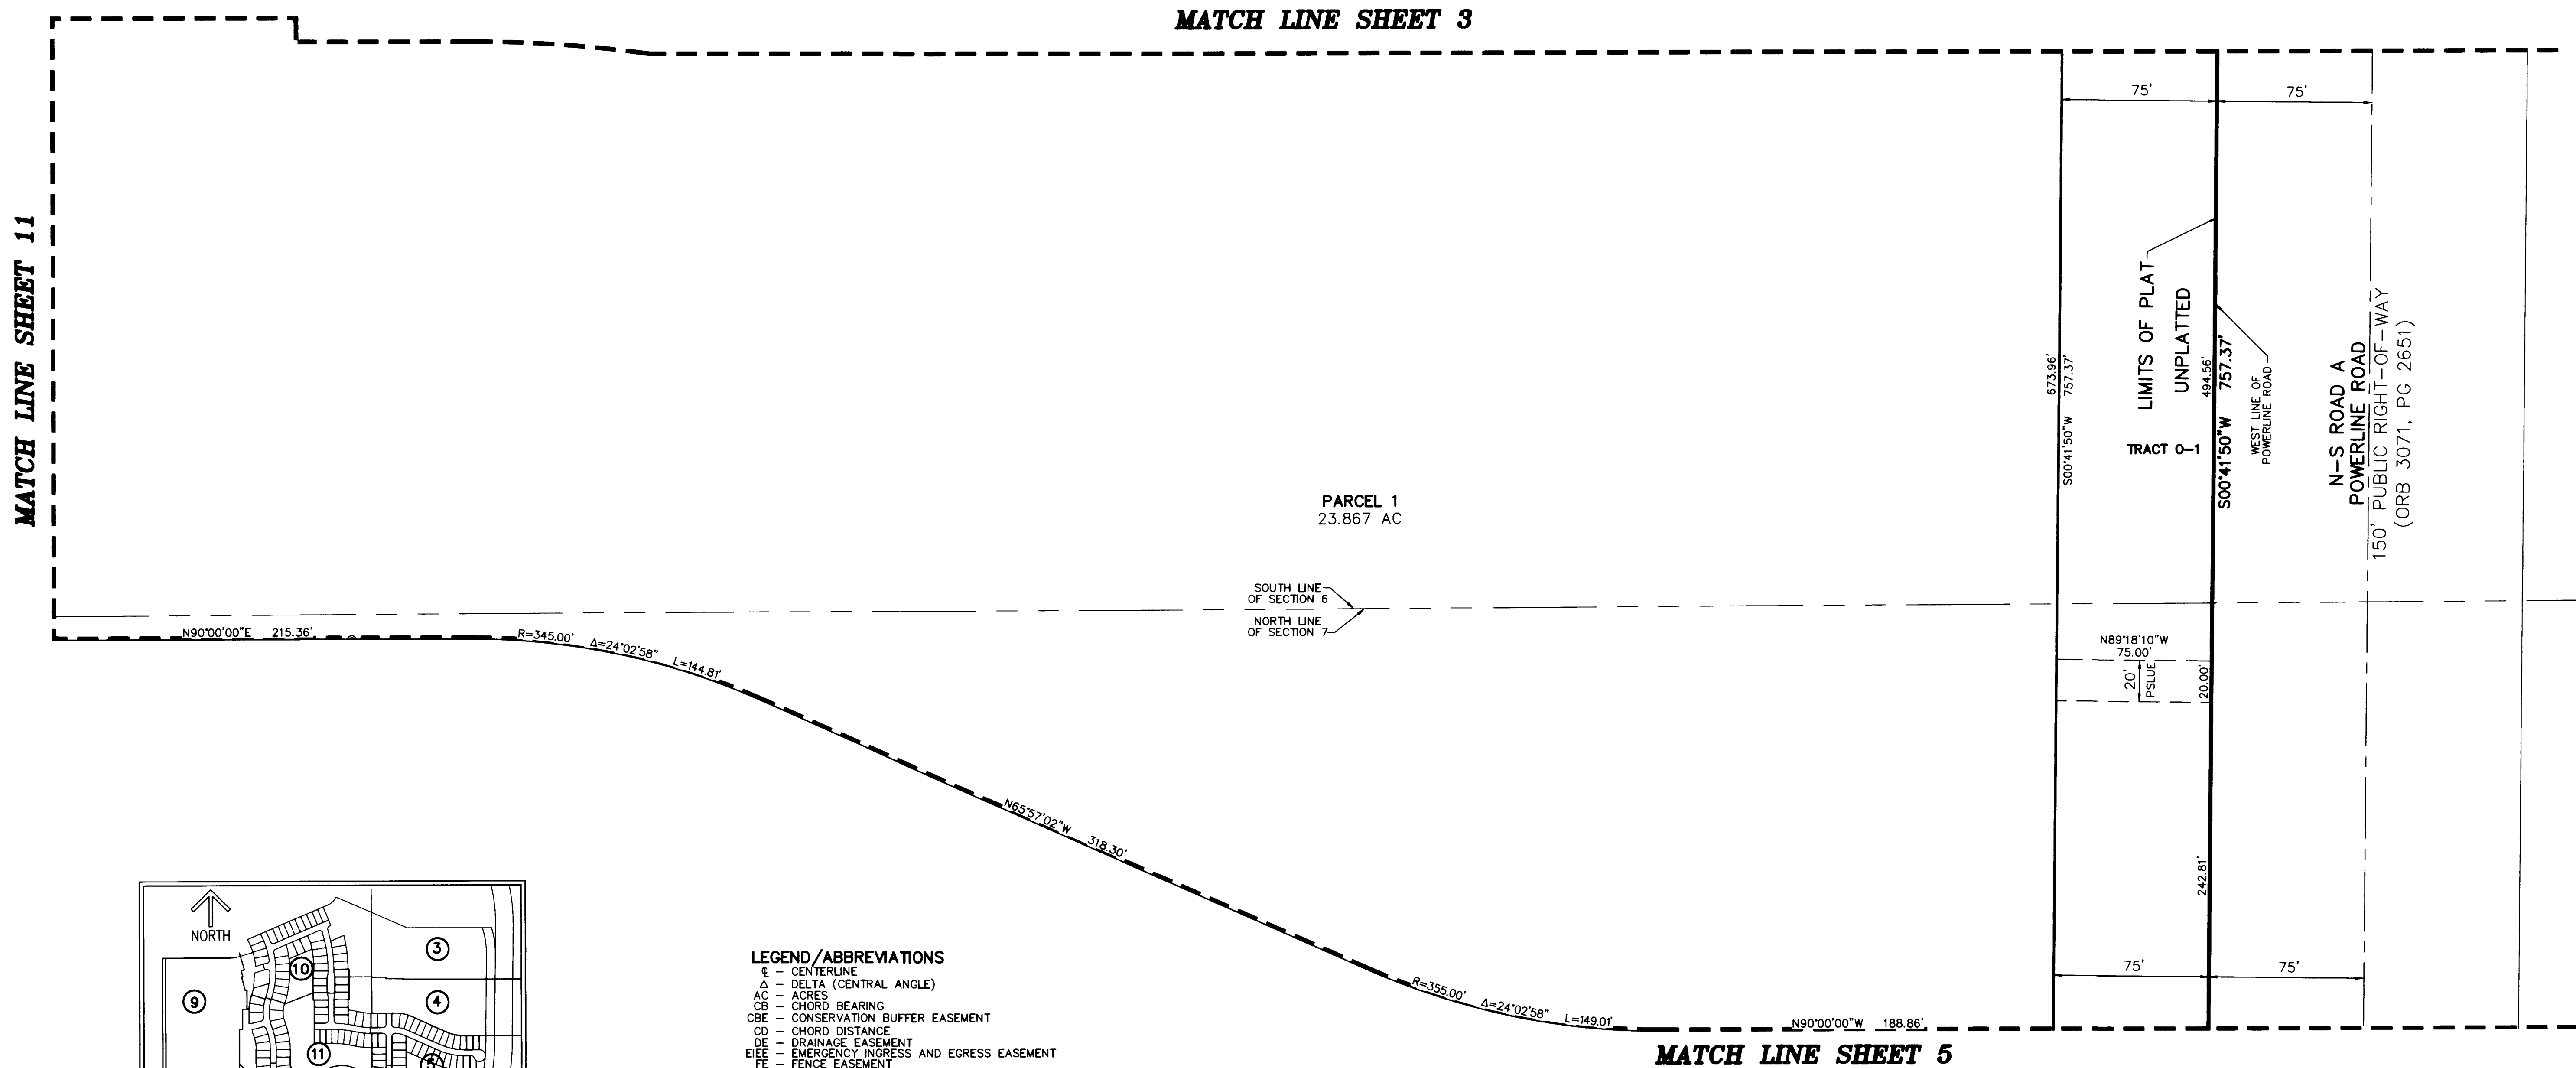 MATCH LINE SHEET 3
MATCH LINE SHEET 11
75'
75'
LIMITS OF PLAT
UNPLATTED
673.96'
S00°41'50"W 757.37'
494.56'
S00°41'50"W 757.37'
TRACT O-1
WEST LINE OF
POWERLINE ROAD
N-S ROAD A
POWERLINE ROAD
150' PUBLIC RIGHT-OF-WAY
(ORB 3071, PG 2651)
PARCEL 1
23.867 AC
SOUTH LINE
OF SECTION 6
NORTH LINE
OF SECTION 7
N90°00'00"E 215.36'
R=345.00' Δ=24°02'58" L=144.81'
N89°18'10"W
75.00'
20'
PSLUE
20.00'
N65°57'02"W 318.30'
242.81'
75'
75'
R=355.00' Δ=24°02'58" L=149.01'
N90°00'00"W 188.86'
MATCH LINE SHEET 5
NORTH
3
10
9
4
11
5
LEGEND/ABBREVIATIONS
℄ - CENTERLINE
Δ - DELTA (CENTRAL ANGLE)
AC - ACRES
CB - CHORD BEARING
CBE - CONSERVATION BUFFER EASEMENT
CD - CHORD DISTANCE
DE - DRAINAGE EASEMENT
EIEE - EMERGENCY INGRESS AND EGRESS EASEMENT
FE - FENCE EASEMENT